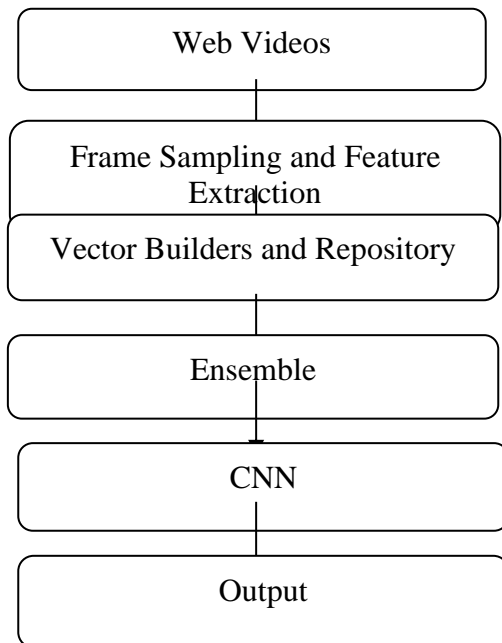 Web Videos
Frame Sampling and Feature
Extraction
Vector Builders and Repository
Ensemble
CNN
Output